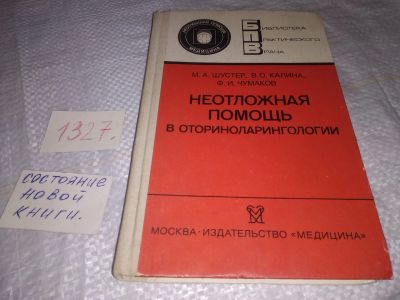 1327.
состояние
новой
книги.
БИБЛИОТЕКА
ПРАКТИЧЕСКОГО
ВРАЧА
М. А. ШУСТЕР, В. О. КАЛИНА,
Ф. И. ЧУМАКОВ
НЕОТЛОЖНАЯ
ПОМОЩЬ
В ОТОРИНОЛАРИНГОЛОГИИ
МОСКВА · ИЗДАТЕЛЬСТВО «МЕДИЦИНА»